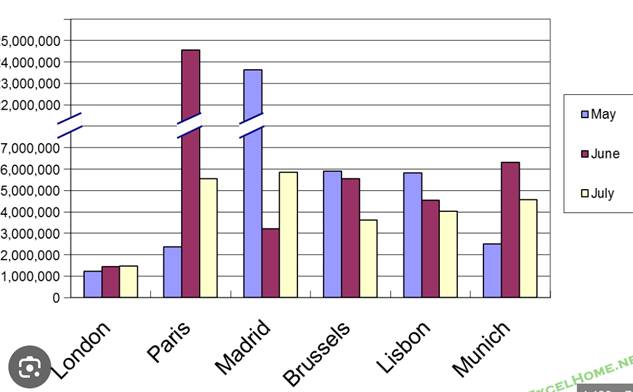 5,000,000
4,000,000
3,000,000
2,000,000
7,000,000
6,000,000
5,000,000
4,000,000
3,000,000
2,000,000
1,000,000
0
May
June
July
London
Paris
Madrid
Brussels
Lisbon
Munich
EXCELHOME.NE